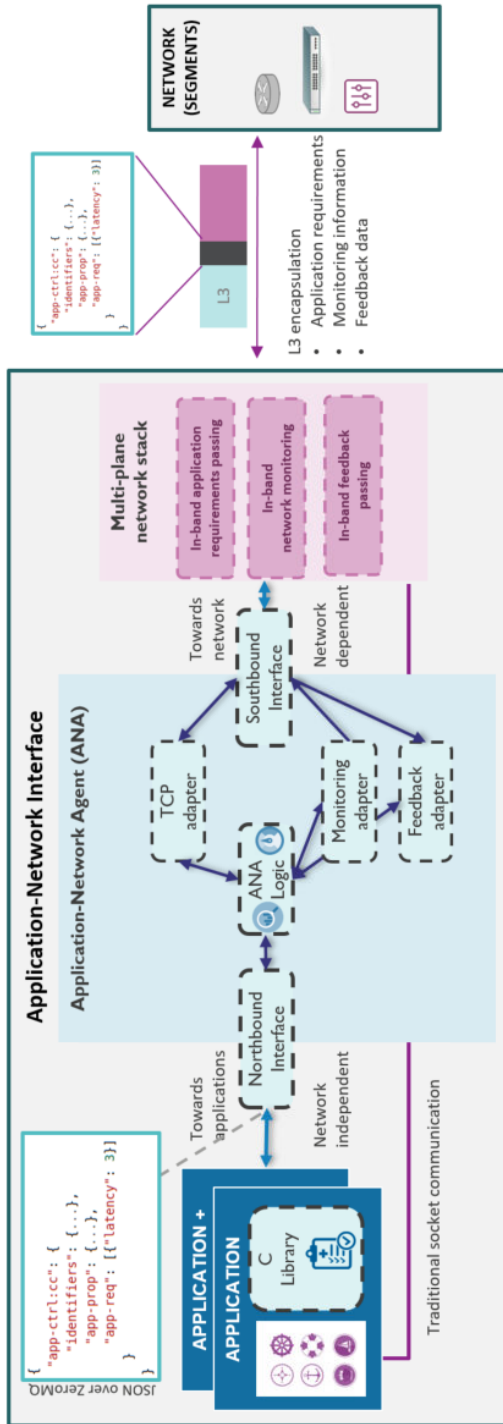 Application-Network Interface
JSON over ZeroMQ
{
"app-ctrl:cc": {
"identifiers": {...},
"app-prop": {...},
"app-req": [{"latency": 3}]
}
}
APPLICATION +
APPLICATION
C
Library
Towards
applications
Network
independent
Traditional socket communication
Application-Network Agent (ANA)
Northbound
Interface
ANA
Logic
TCP
adapter
Monitoring
adapter
Feedback
adapter
Southbound
Interface
Towards
network
Network
dependent
Multi-plane
network stack
In-band application
requirements passing
In-band
network monitoring
In-band feedback
passing
{
"app-ctrl:cc": {
"identifiers": {...},
"app-prop": {...},
"app-req": [{"latency": 3}]
}
}
L3
L3 encapsulation
• Application requirements
• Monitoring information
• Feedback data
NETWORK
(SEGMENTS)